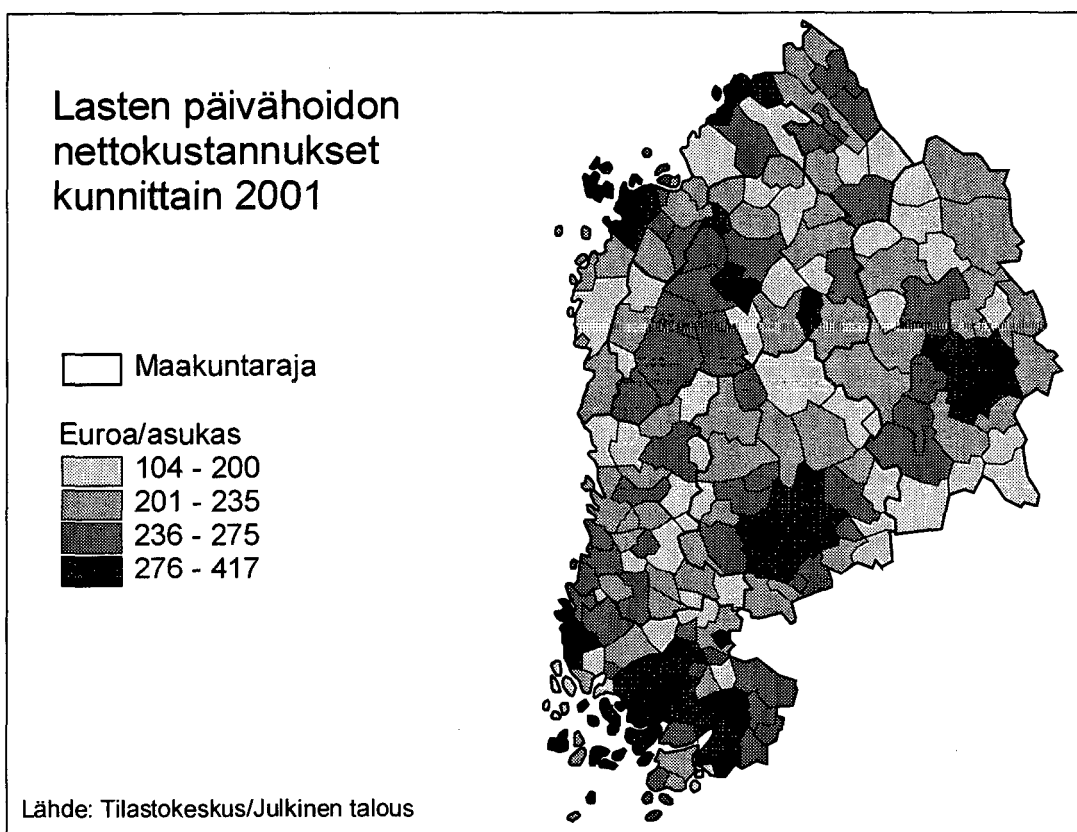 Lasten päivähoidon
nettokustannukset
kunnittain 2001
Maakuntaraja
Euroa/asukas
104 - 200
201 - 235
236 - 275
276 - 417
Lähde: Tilastokeskus/Julkinen talous